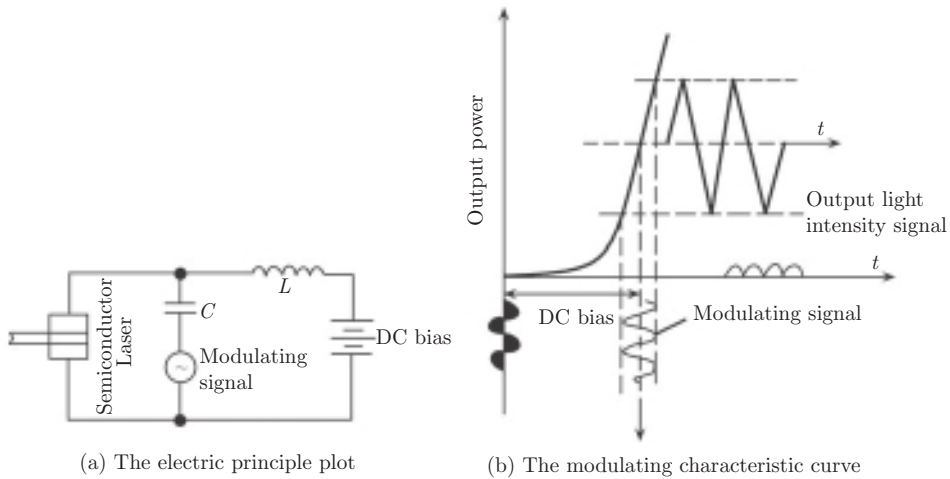 Semiconductor
Laser
C
L
Modulating
signal
~
DC bias
(a) The electric principle plot
Output power
t
Output light
intensity signal
t
DC bias
Modulating signal
(b) The modulating characteristic curve